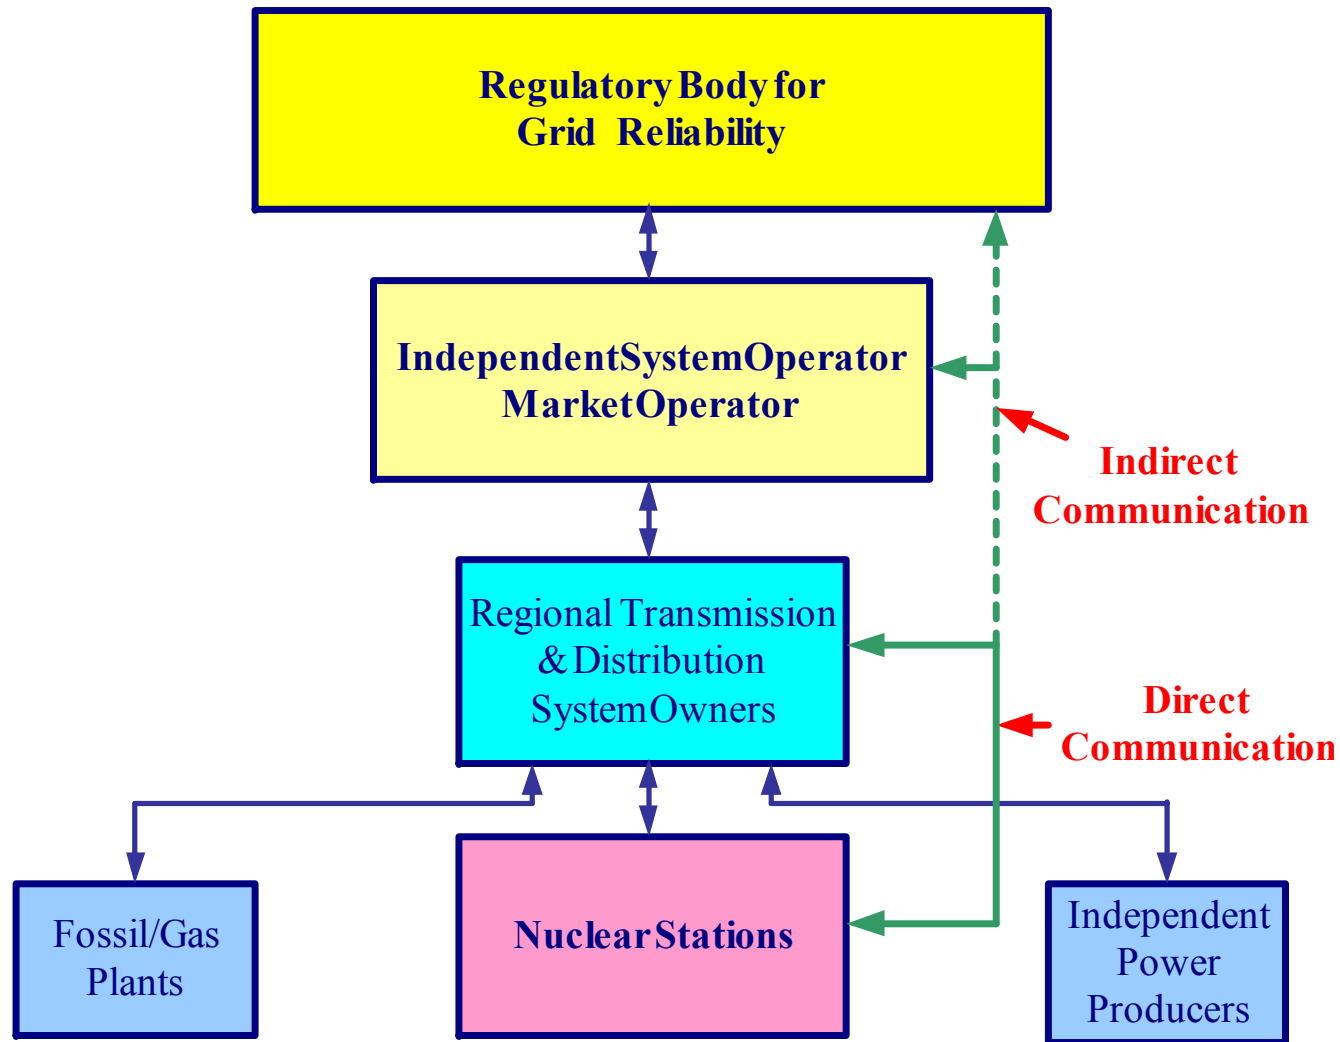 Regulatory Body for
Grid Reliability
Independent System Operator
Market Operator
Indirect
Communication
Regional Transmission
& Distribution
System Owners
Direct
Communication
Fossil/Gas
Plants
Nuclear Stations
Independent
Power
Producers